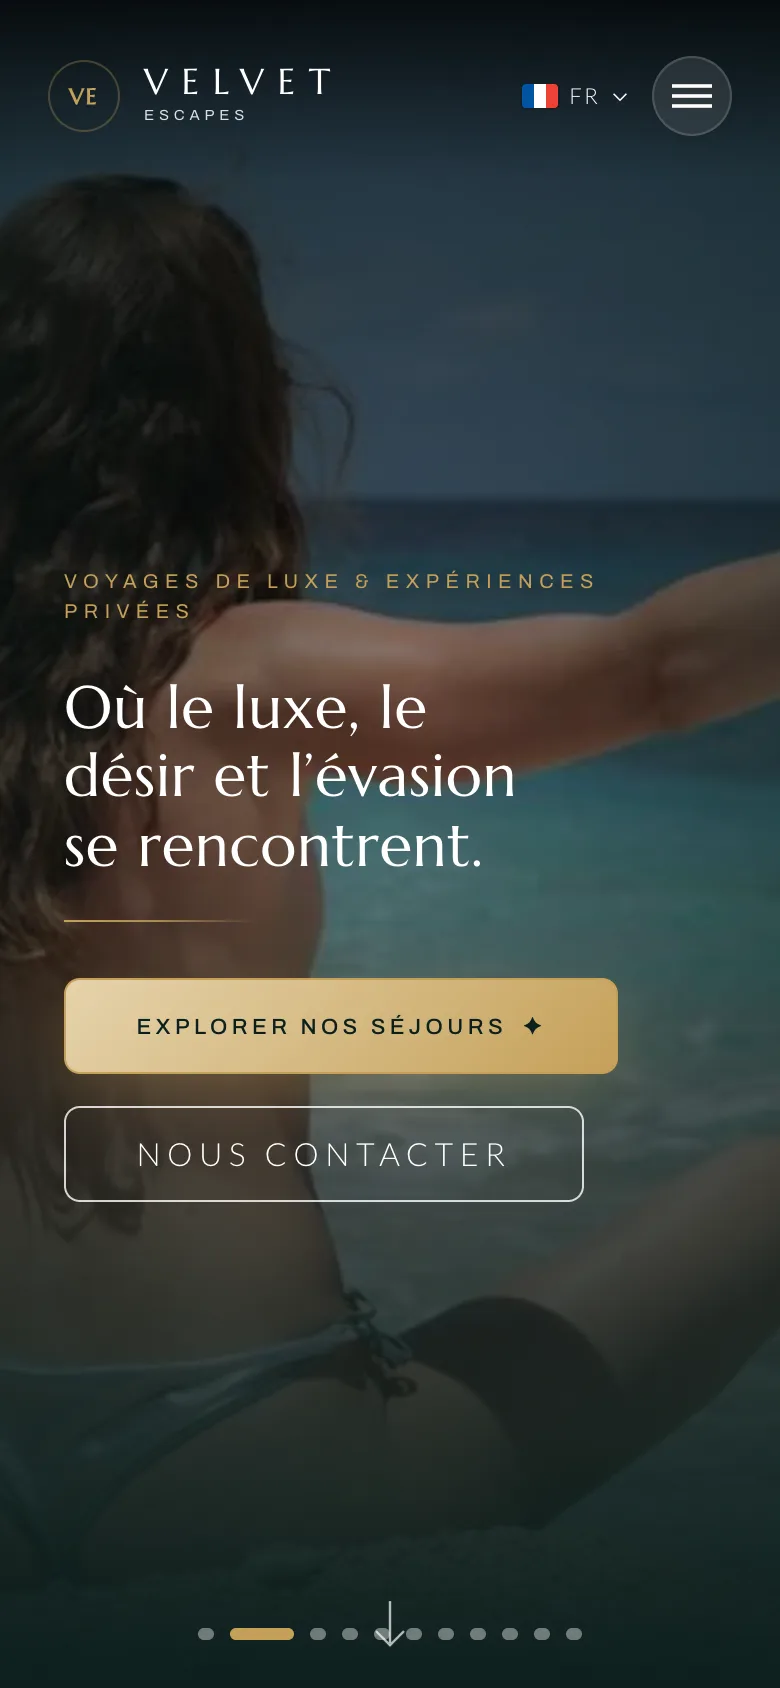 VE
VELVET
ESCAPES
FR
VOYAGES DE LUXE & EXPÉRIENCES
PRIVÉES
Où le luxe, le
désir et l’évasion
se rencontrent.
EXPLORER NOS SÉJOURS ✦
NOUS CONTACTER